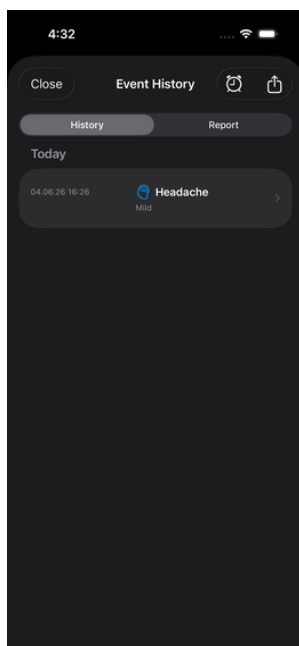 4:32
Close Event History
History Report
Today
04.06.26 16:26 Headache
Mild